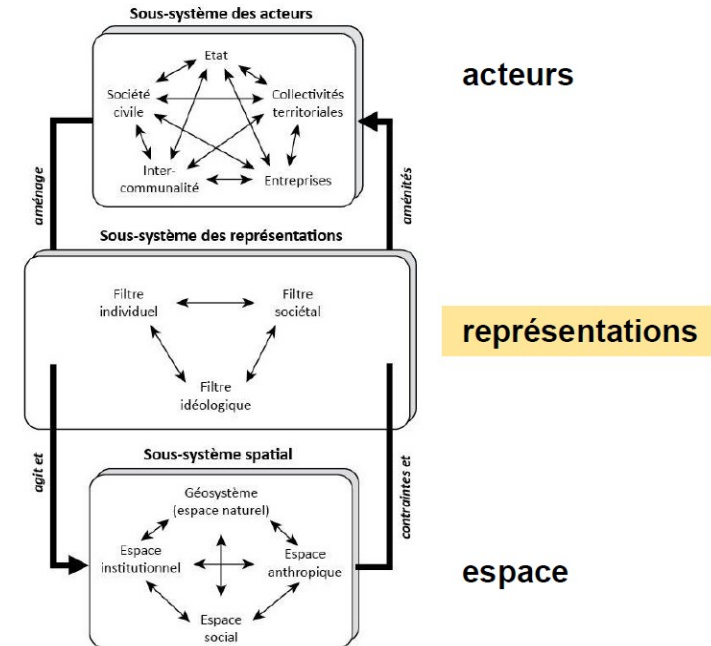 Sous-système des acteurs
Etat
Société
civile
Collectivités
territoriales
Inter-
communalité
Entreprises
acteurs
aménage
aménités
Sous-système des représentations
Filtre
individuel
Filtre
sociétal
Filtre
idéologique
représentations
agit et
contraintes et
Sous-système spatial
Géosystème
(espace naturel)
Espace
institutionnel
Espace
anthropique
Espace
social
espace